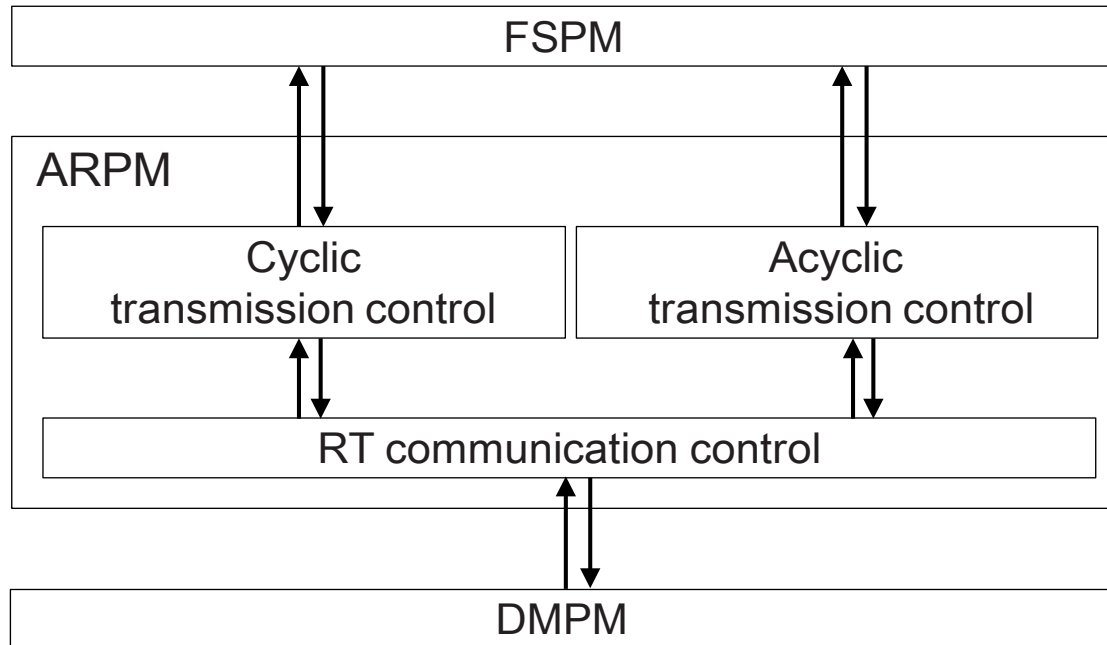 FSPM
ARPM
Cyclic
transmission control
Acyclic
transmission control
RT communication control
DMPM